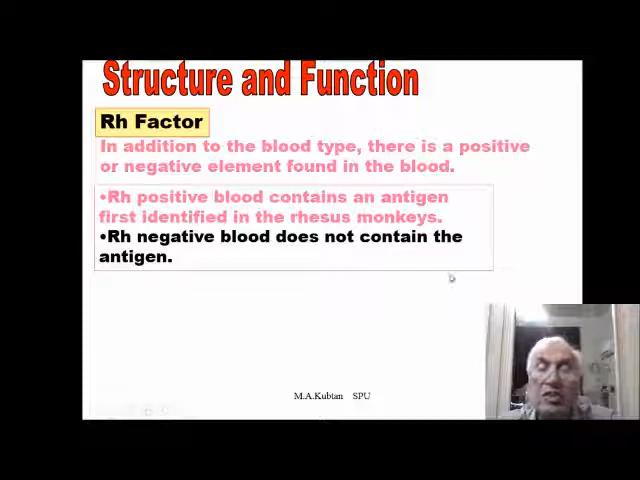 Structure and Function
Rh Factor
In addition to the blood type, there is a positive
or negative element found in the blood.
•Rh positive blood contains an antigen
first identified in the rhesus monkeys.
•Rh negative blood does not contain the
antigen.
M.A.Kubtan SPU